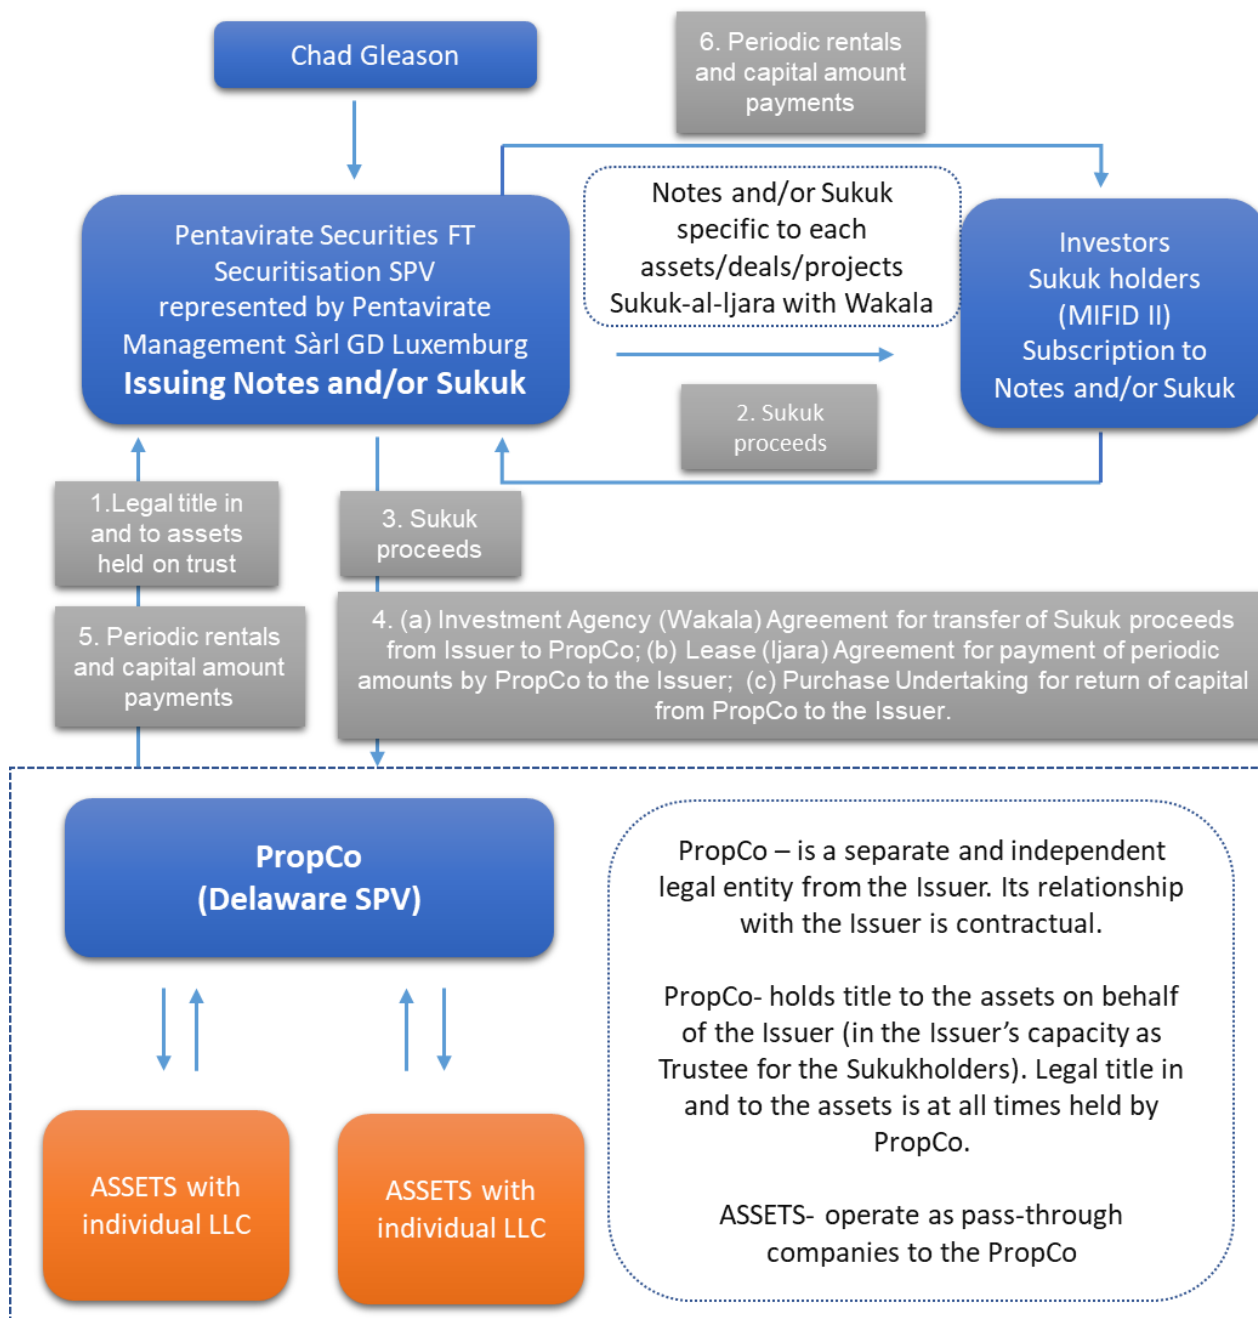 Chad Gleason
6. Periodic rentals
and capital amount
payments
Pentavirate Securities FT
Securitisation SPV
represented by Pentavirate
Management Sàrl GD Luxemburg
Issuing Notes and/or Sukuk
Notes and/or Sukuk
specific to each
assets/deals/projects
Sukuk-al-Ijara with Wakala
Investors
Sukuk holders
(MIFID II)
Subscription to
Notes and/or Sukuk
2. Sukuk
proceeds
1.Legal title in
and to assets
held on trust
3. Sukuk
proceeds
5. Periodic rentals
and capital amount
payments
4. (a) Investment Agency (Wakala) Agreement for transfer of Sukuk proceeds
from Issuer to PropCo; (b) Lease (Ijara) Agreement for payment of periodic
amounts by PropCo to the Issuer; (c) Purchase Undertaking for return of capital
from PropCo to the Issuer.
PropCo
(Delaware SPV)
PropCo – is a separate and independent
legal entity from the Issuer. Its relationship
with the Issuer is contractual.
PropCo- holds title to the assets on behalf
of the Issuer (in the Issuer's capacity as
Trustee for the Sukukholders). Legal title in
and to the assets is at all times held by
PropCo.
ASSETS- operate as pass-through
companies to the PropCo
ASSETS with
individual LLC
ASSETS with
individual LLC